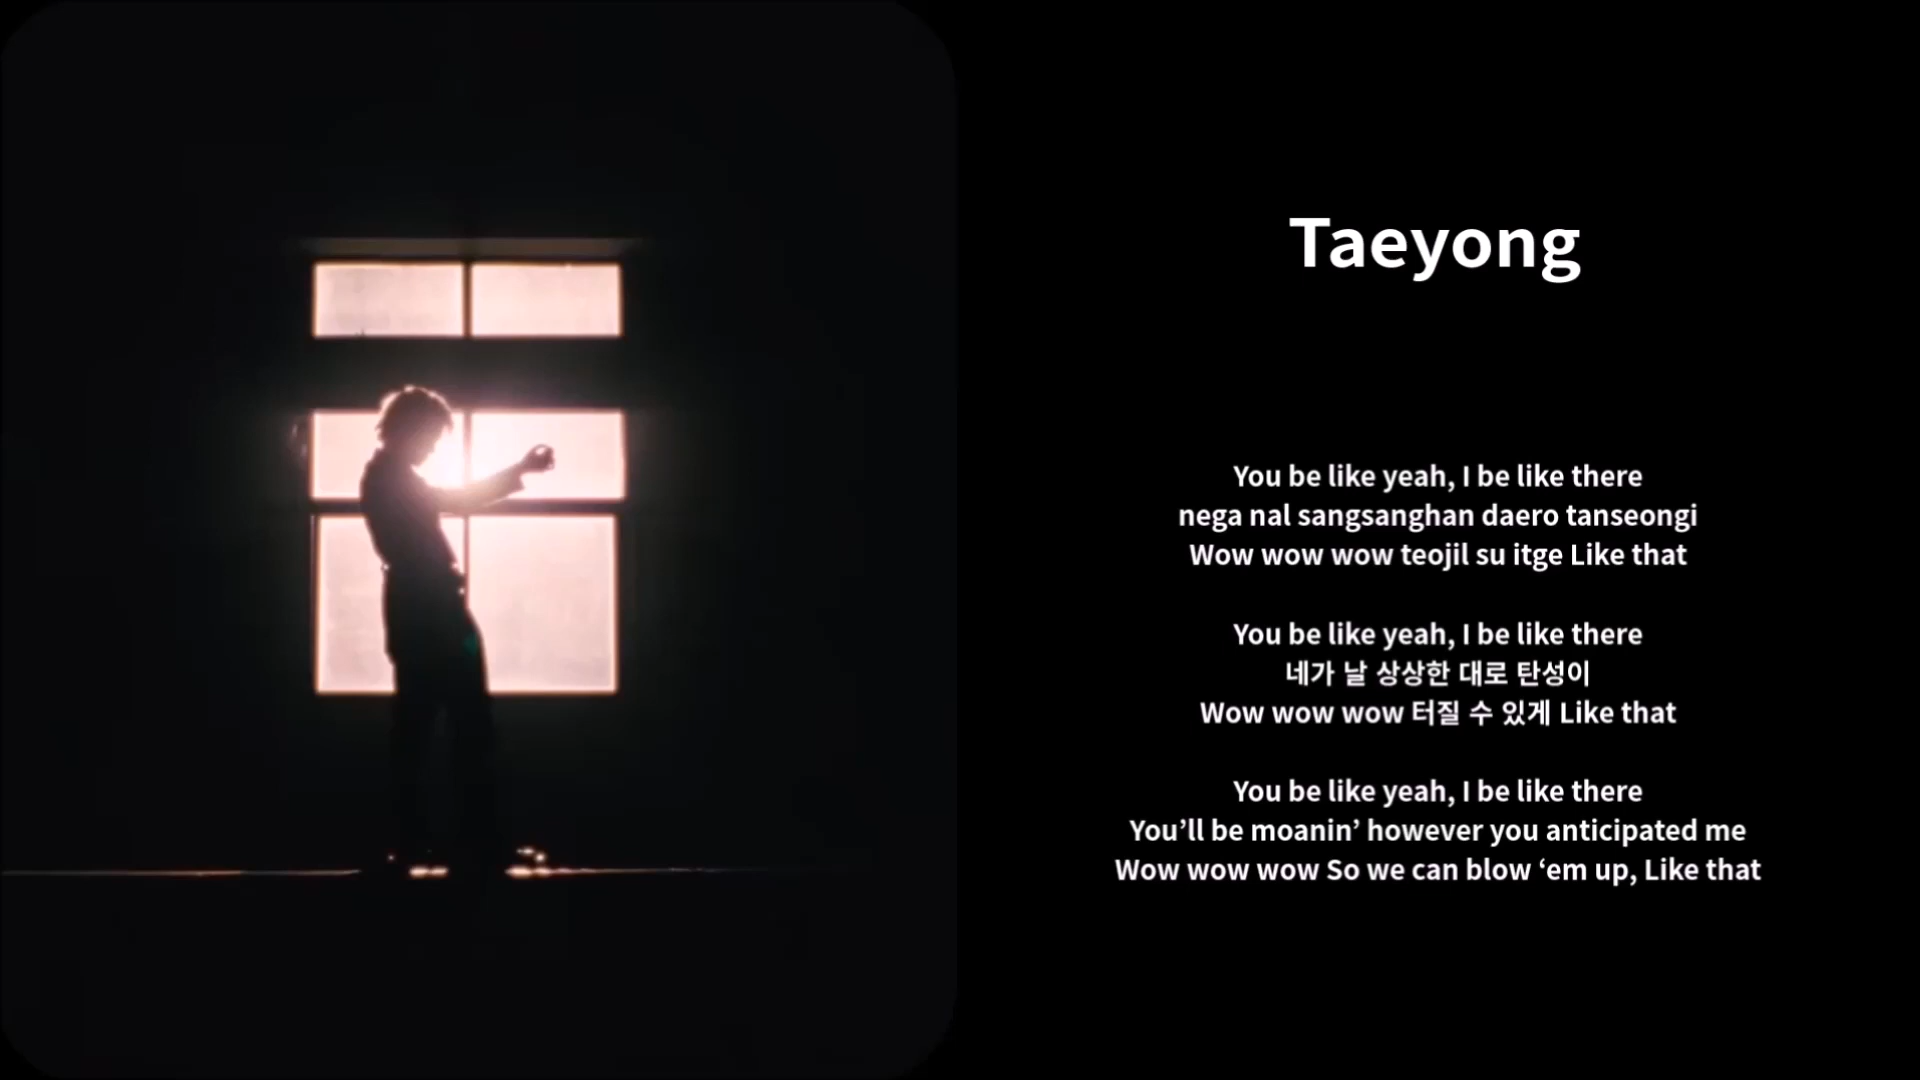 Taeyong
You be like yeah, I be like there
nega nal sangsanghan daero tanseongi
Wow wow wow teojil su itge Like that
You be like yeah, I be like there
네가 날 상상한 대로 탄성이
Wow wow wow 터질 수 있게 Like that
You be like yeah, I be like there
You’ll be moanin’ however you anticipated me
Wow wow wow So we can blow ‘em up, Like that